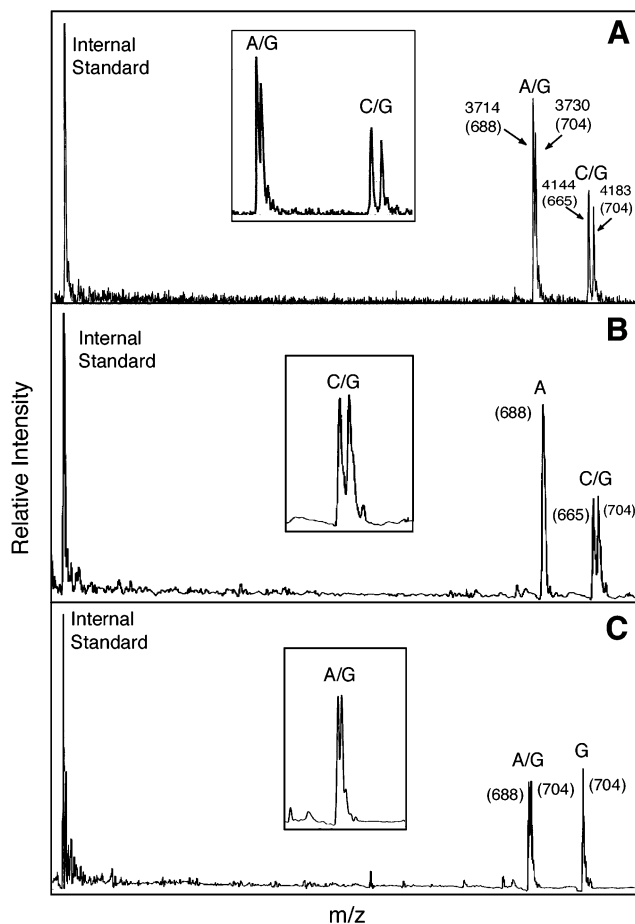 A
Internal
Standard
A/G
C/G
A/G
3714
(688)
3730
(704)
C/G
4144
(665)
4183
(704)
B
Internal
Standard
C/G
A
(688)
C/G
(665)
(704)
Relative Intensity
C
Internal
Standard
A/G
A/G
(688)
(704)
G
(704)
m/z